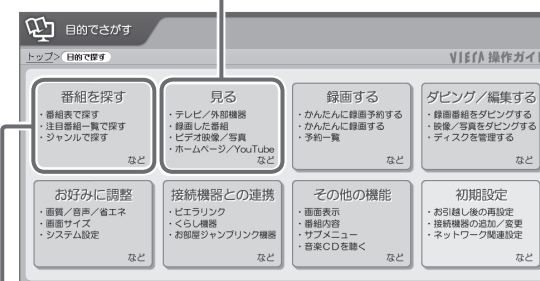 目的でさがす
トップ> 目的で探す
VIERA 操作ガイ
番組を探す
・番組表で探す
・注目番組一覧で探す
・ジャンルで探す
など
見る
・テレビ/外部機器
・録画した番組
・ビデオ映像/写真
・ホームページ/YouTube
など
録画する
・かんたんに録画予約する
・かんたんに録画する
・予約一覧
など
ダビング/編集する
・録画番組をダビングする
・映像/写真をダビングする
・ディスクを管理する
など
お好みに調整
・画質/音声/省エネ
・画面サイズ
・システム設定
など
接続機器との連携
・ビエラリンク
・くらし機器
・お部屋ジャンプリンク機器
など
その他の機能
・画面表示
・番組内容
・サブメニュー
・音楽CDを聴く
など
初期設定
・お引越し後の再設定
・接続機器の追加/変更
・ネットワーク関連設定
など